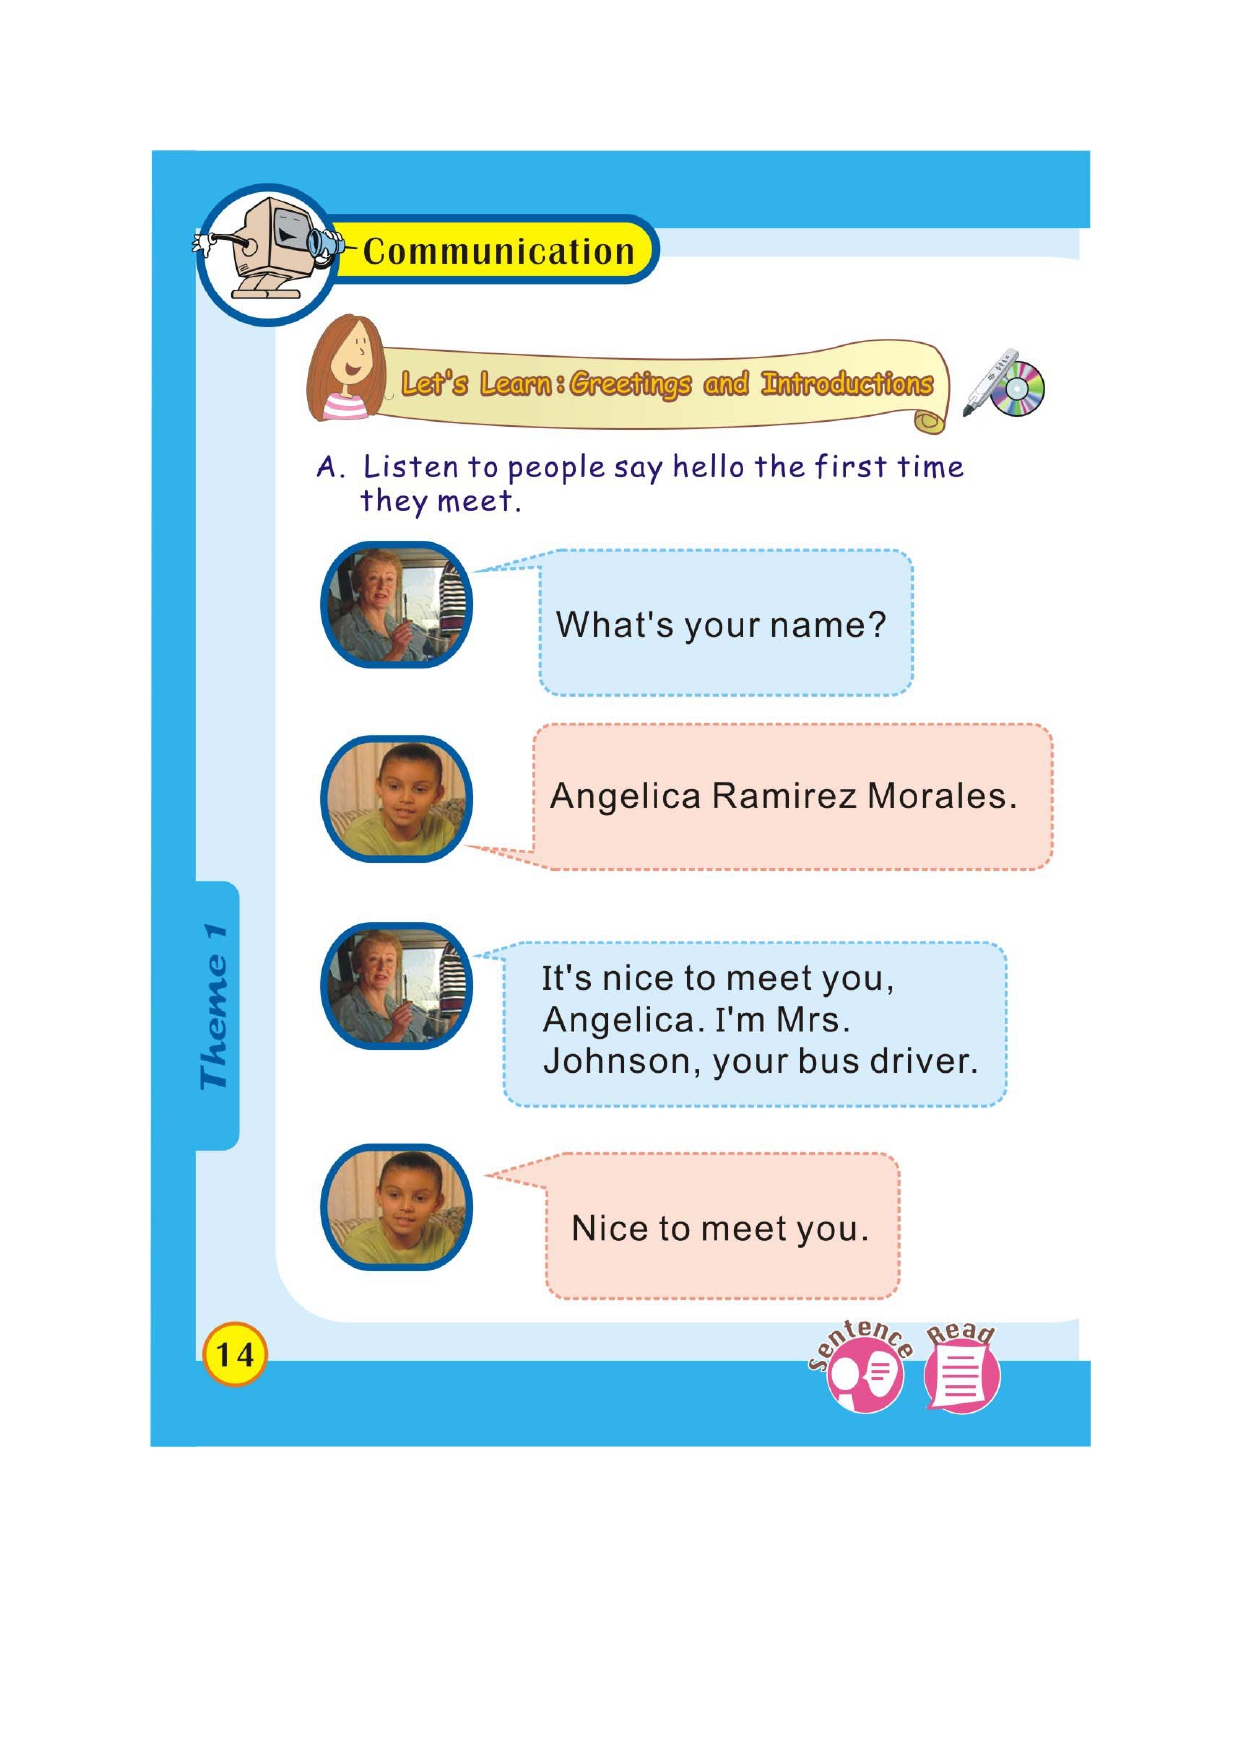 Communication
Let's Learn: Greetings and Introductions
A. Listen to people say hello the first time
they meet.
What's your name?
Angelica Ramirez Morales.
It's nice to meet you,
Angelica. I'm Mrs.
Johnson, your bus driver.
Nice to meet you.
Theme 1
14
Sentence
Read